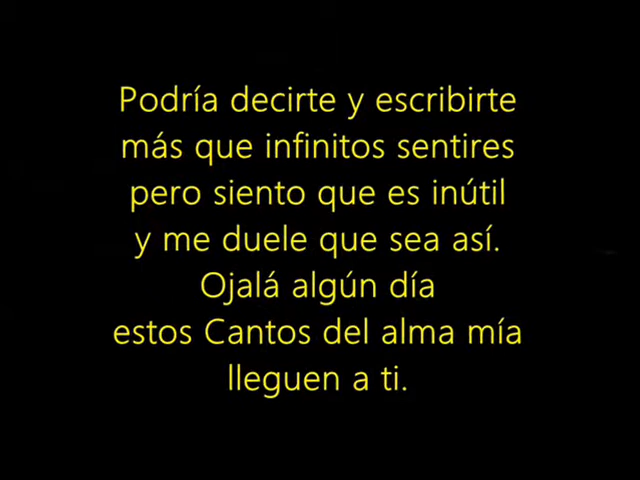 Podría decirte y escribirte
más que infinitos sentires
pero siento que es inútil
y me duele que sea así.
Ojalá algún día
estos Cantos del alma mía
lleguen a ti.